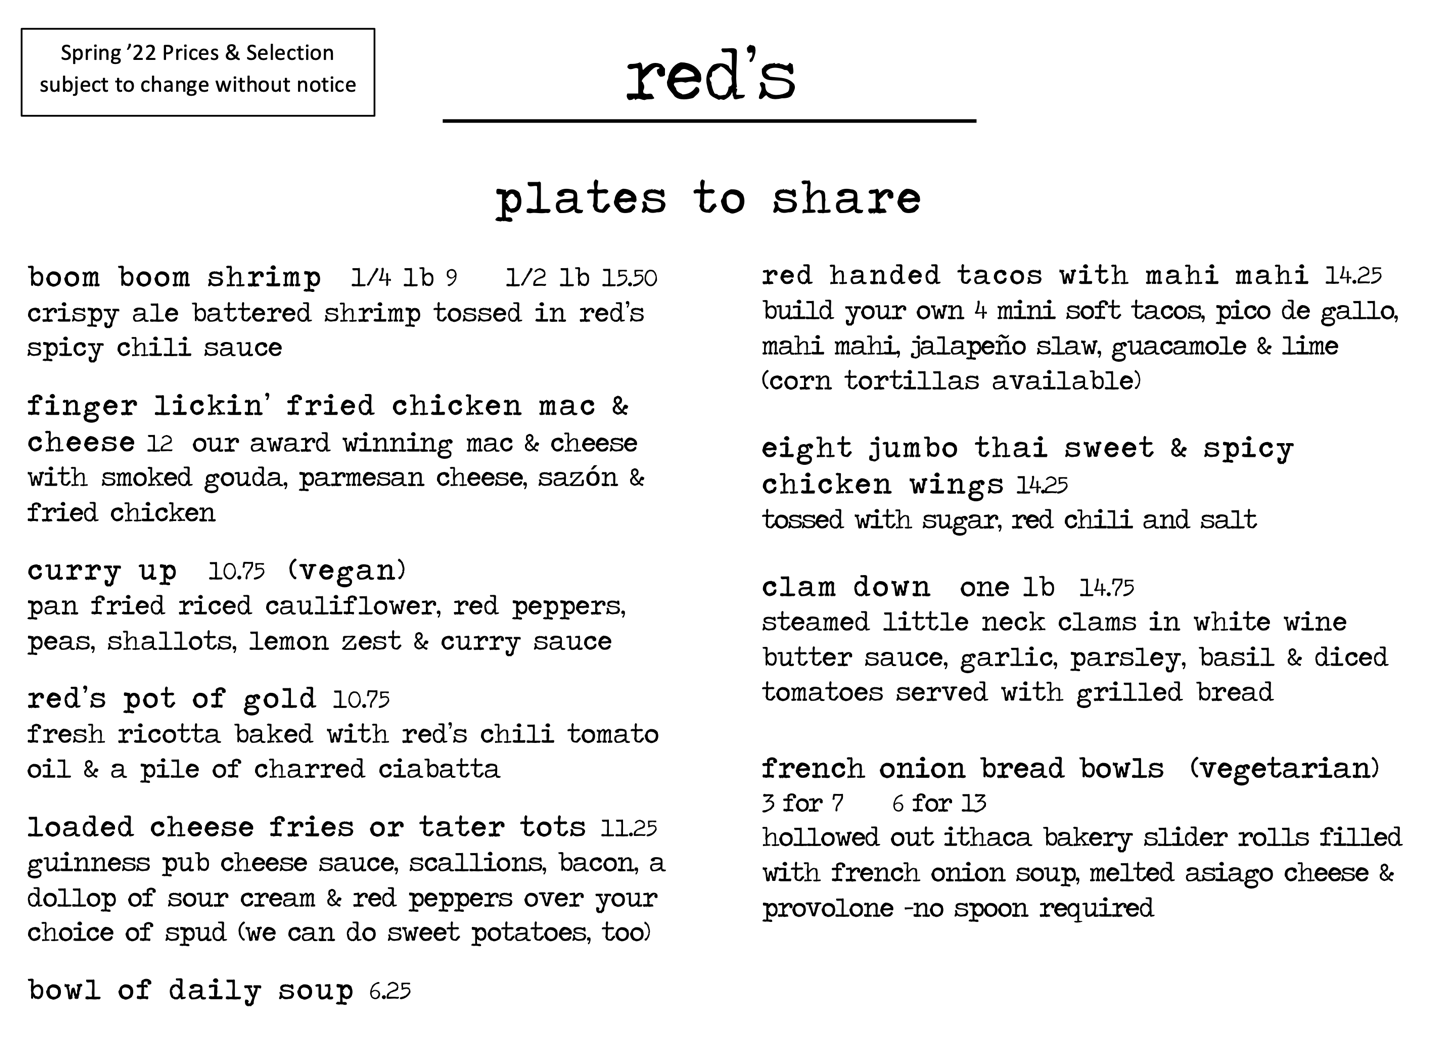 Spring ’22 Prices & Selection
subject to change without notice
red’s
plates to share
boom boom shrimp 1/4 lb 9 1/2 lb 15.50
crispy ale battered shrimp tossed in red’s
spicy chili sauce
finger lickin’ fried chicken mac &
cheese 12 our award winning mac & cheese
with smoked gouda, parmesan cheese, sazón &
fried chicken
curry up 10.75 (vegan)
pan fried riced cauliflower, red peppers,
peas, shallots, lemon zest & curry sauce
red’s pot of gold 10.75
fresh ricotta baked with red’s chili tomato
oil & a pile of charred ciabatta
loaded cheese fries or tater tots 11.25
guinness pub cheese sauce, scallions, bacon, a
dollop of sour cream & red peppers over your
choice of spud (we can do sweet potatoes, too)
bowl of daily soup 6.25
red handed tacos with mahi mahi 14.25
build your own 4 mini soft tacos, pico de gallo,
mahi mahi, jalapeño slaw, guacamole & lime
(corn tortillas available)
eight jumbo thai sweet & spicy
chicken wings 14.25
tossed with sugar, red chili and salt
clam down one lb 14.75
steamed little neck clams in white wine
butter sauce, garlic, parsley, basil & diced
tomatoes served with grilled bread
french onion bread bowls (vegetarian)
3 for 7 6 for 13
hollowed out ithaca bakery slider rolls filled
with french onion soup, melted asiago cheese &
provolone -no spoon required